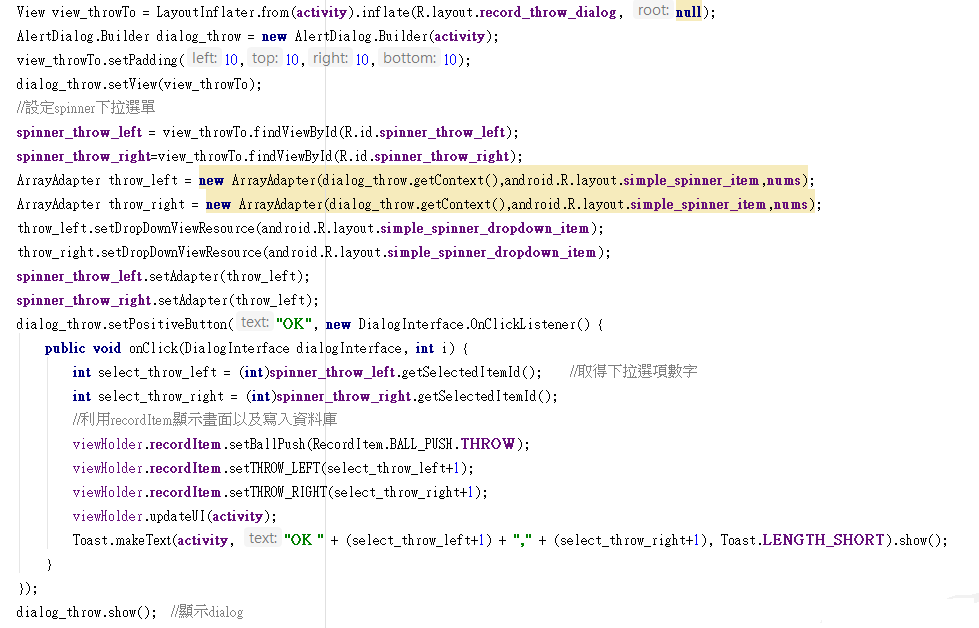 View view_throwTo = LayoutInflater.from(activity).inflate(R.layout.record_throw_dialog, root: null);
AlertDialog.Builder dialog_throw = new AlertDialog.Builder(activity);
view_throwTo.setPadding( left: 10, top: 10, right: 10, bottom: 10);
dialog_throw.setView(view_throwTo);
//設定spinner下拉選單
spinner_throw_left = view_throwTo.findViewById(R.id.spinner_throw_left);
spinner_throw_right=view_throwTo.findViewById(R.id.spinner_throw_right);
ArrayAdapter throw_left = new ArrayAdapter(dialog_throw.getContext(),android.R.layout.simple_spinner_item,nums);
ArrayAdapter throw_right = new ArrayAdapter(dialog_throw.getContext(),android.R.layout.simple_spinner_item,nums);
throw_left.setDropDownViewResource(android.R.layout.simple_spinner_dropdown_item);
throw_right.setDropDownViewResource(android.R.layout.simple_spinner_dropdown_item);
spinner_throw_left.setAdapter(throw_left);
spinner_throw_right.setAdapter(throw_left);
dialog_throw.setPositiveButton( text: "OK", new DialogInterface.OnClickListener() {
public void onClick(DialogInterface dialogInterface, int i) {
int select_throw_left = (int)spinner_throw_left.getSelectedItemId(); //取得下拉選項數字
int select_throw_right = (int)spinner_throw_right.getSelectedItemId();
//利用recordItem顯示畫面以及寫入資料庫
viewHolder.recordItem.setBallPush(RecordItem.BALL_PUSH.THROW);
viewHolder.recordItem.setTHROW_LEFT(select_throw_left+1);
viewHolder.recordItem.setTHROW_RIGHT(select_throw_right+1);
viewHolder.updateUI(activity);
Toast.makeText(activity, text: "OK " + (select_throw_left+1) + "," + (select_throw_right+1), Toast.LENGTH_SHORT).show();
}
});
dialog_throw.show(); //顯示dialog